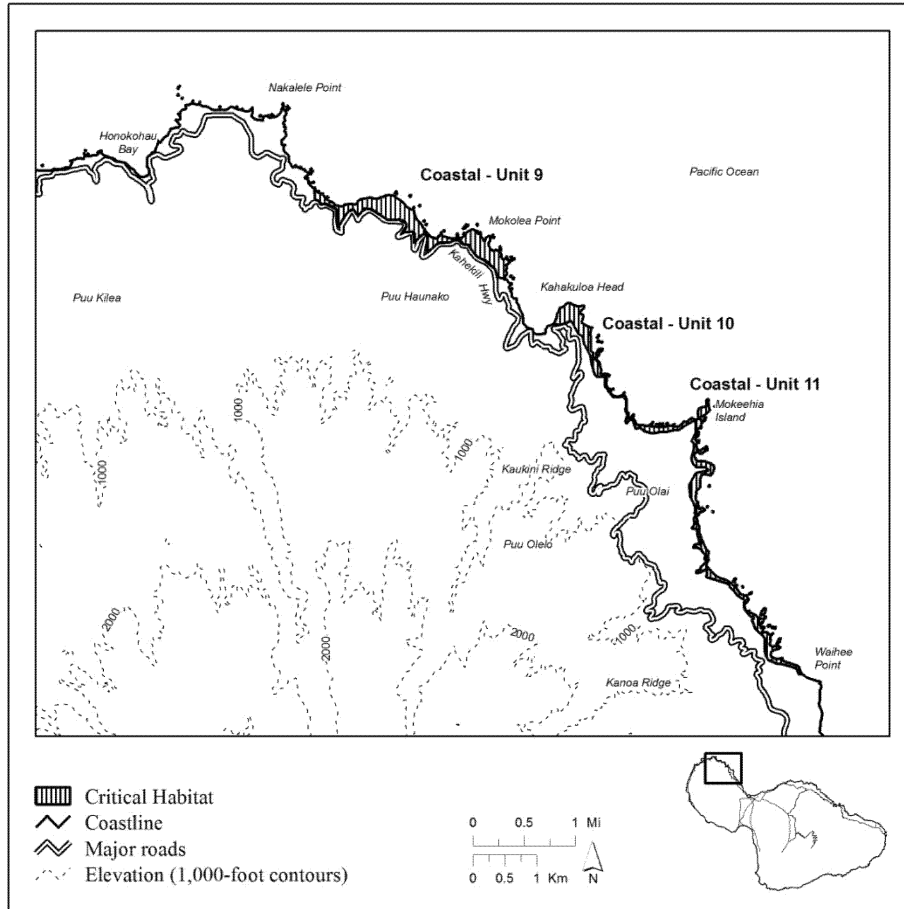 Nakalele Point
Honokohau
Bay
Coastal - Unit 9
Pacific Ocean
Mokolea Point
Kahekili
Hwy
Puu Kilea
Puu Haunako
Kahakuloa Head
Coastal - Unit 10
Coastal - Unit 11
Mokeehia
Island
1000
1000
1000
Kaukini Ridge
Puu Olai
Puu Olelo
2000
2000
2000
1000
Waihee
Point
Kanoa Ridge
Critical Habitat
Coastline
Major roads
Elevation (1,000-foot contours)
0 0.5 1 Mi
0 0.5 1 Km
N